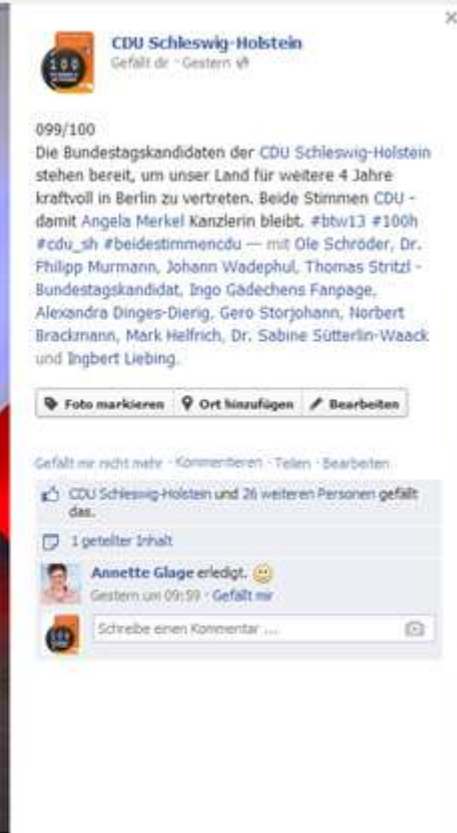 CDU Schleswig-Holstein
Gefällt dir · Gestern
099/100
Die Bundestagskandidaten der CDU Schleswig-Holstein
stehen bereit, um unser Land für weitere 4 Jahre
kraftvoll in Berlin zu vertreten. Beide Stimmen CDU -
damit Angela Merkel Kanzlerin bleibt. #btw13 #100h
#cdu_sh #beidestimmencdu — mit Ole Schröder, Dr.
Philipp Murmann, Johann Wadephul, Thomas Stritzl -
Bundestagskandidat, Ingo Gädechens Fanpage,
Alexandra Dinges-Dierig, Gero Storjohann, Norbert
Brackmann, Mark Helfrich, Dr. Sabine Sütterlin-Waack
und Ingbert Liebing.
Foto markieren Ort hinzufügen Bearbeiten
Gefällt mir nicht mehr · Kommentieren · Teilen · Bearbeiten
CDU Schleswig-Holstein und 26 weiteren Personen gefällt
das.
1 geteilter Inhalt
Annette Glage erledigt.
Gestern um 09:59 · Gefällt mir
100
Schreibe einen Kommentar ...